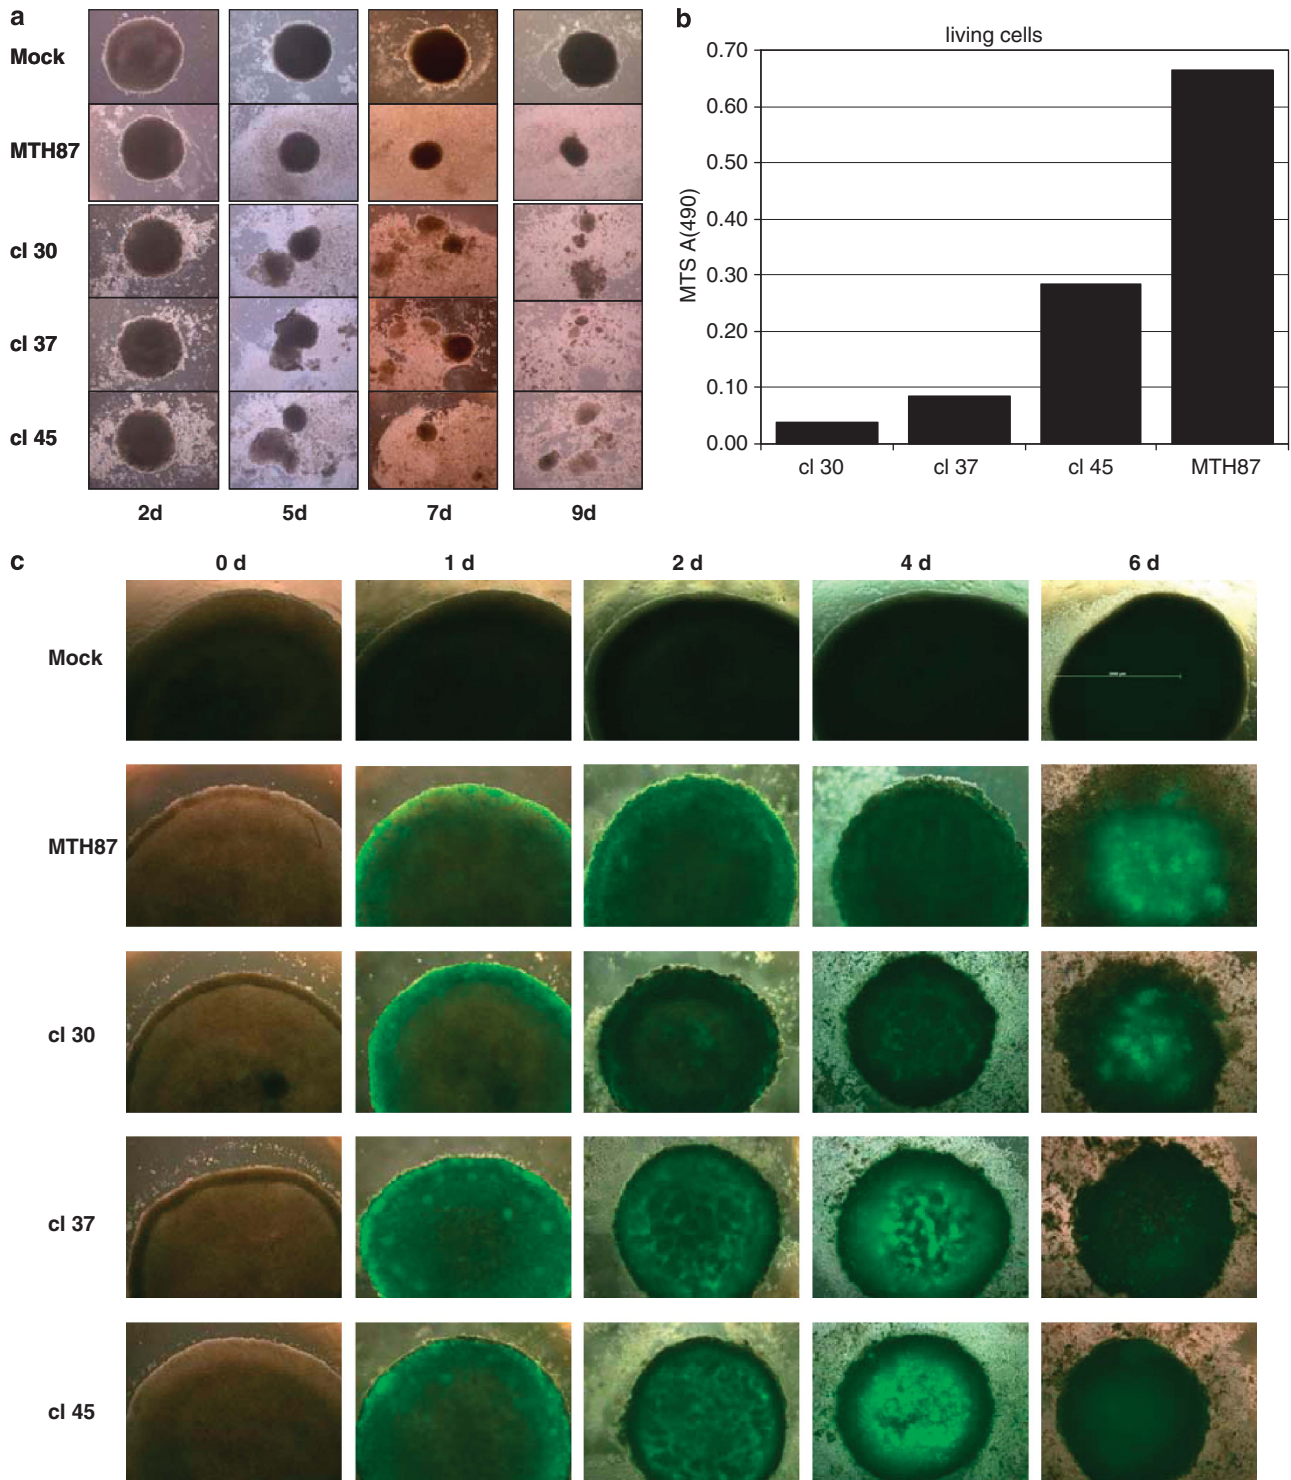 a
Mock
MTH87
cl 30
cl 37
cl 45
2d 5d 7d 9d
b
living cells
MTS A(490)
0.70
0.60
0.50
0.40
0.30
0.20
0.10
0.00
cl 30 cl 37 cl 45 MTH87
c
0 d 1 d 2 d 4 d 6 d
Mock
MTH87
cl 30
cl 37
cl 45